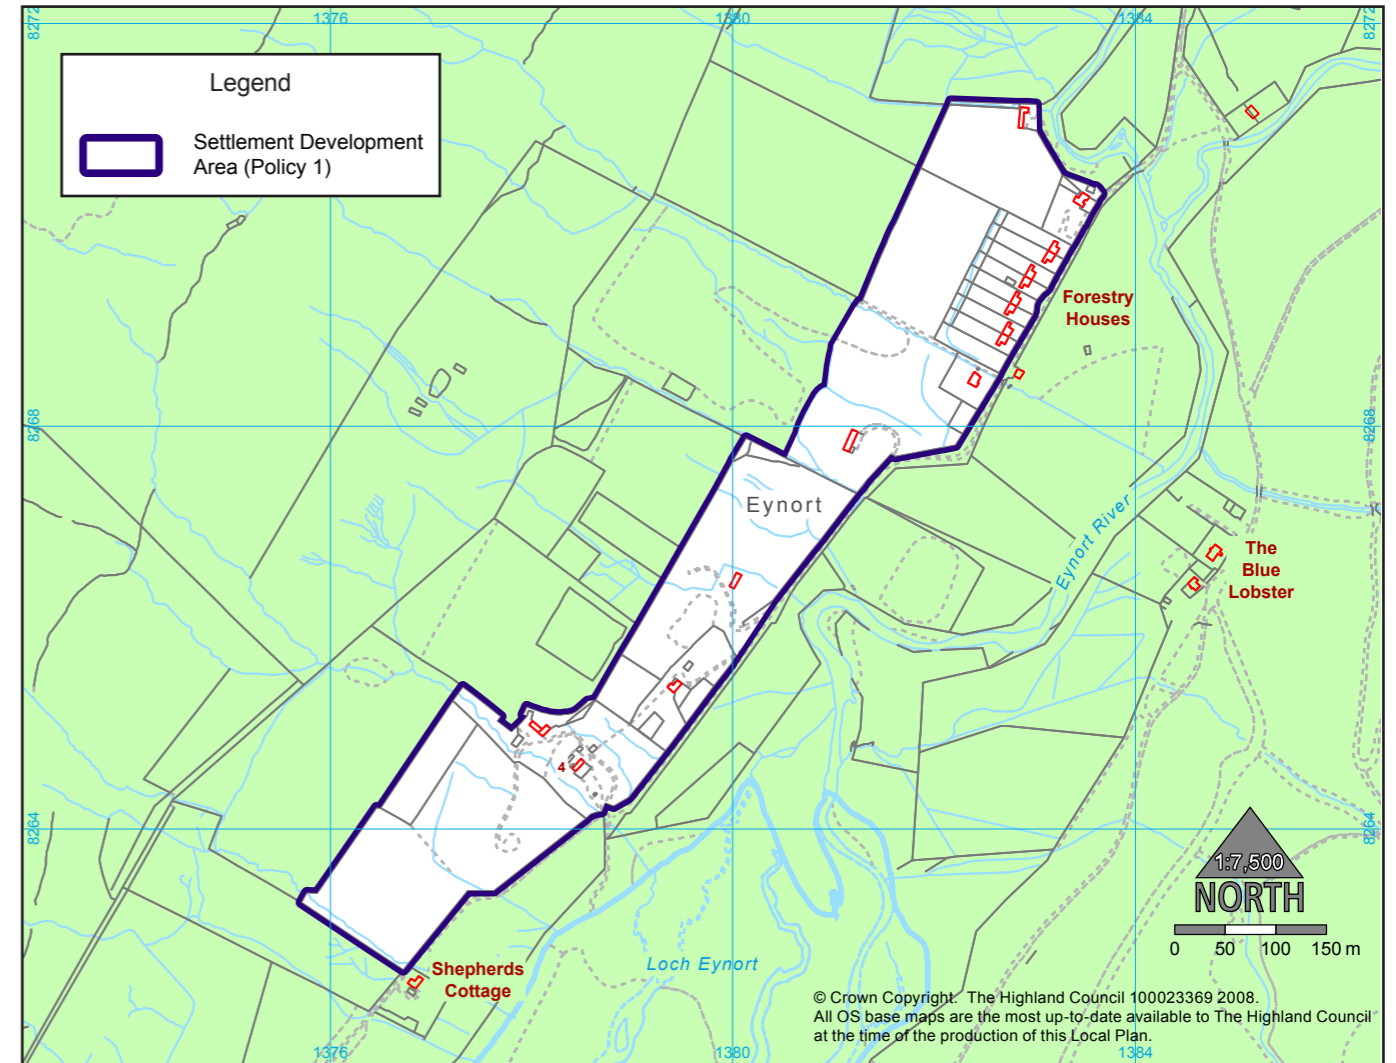 8272
1376
1380
1384
8272
Legend
Settlement Development
Area (Policy 1)
Forestry
Houses
8268
8268
Eynort
Eynort River
The
Blue
Lobster
4
8264
8264
1:7,500
NORTH
0 50 100 150 m
Shepherds
Cottage
Loch Eynort
© Crown Copyright. The Highland Council 100023369 2008.
All OS base maps are the most up-to-date available to The Highland Council
at the time of the production of this Local Plan.
1376
1380
1384